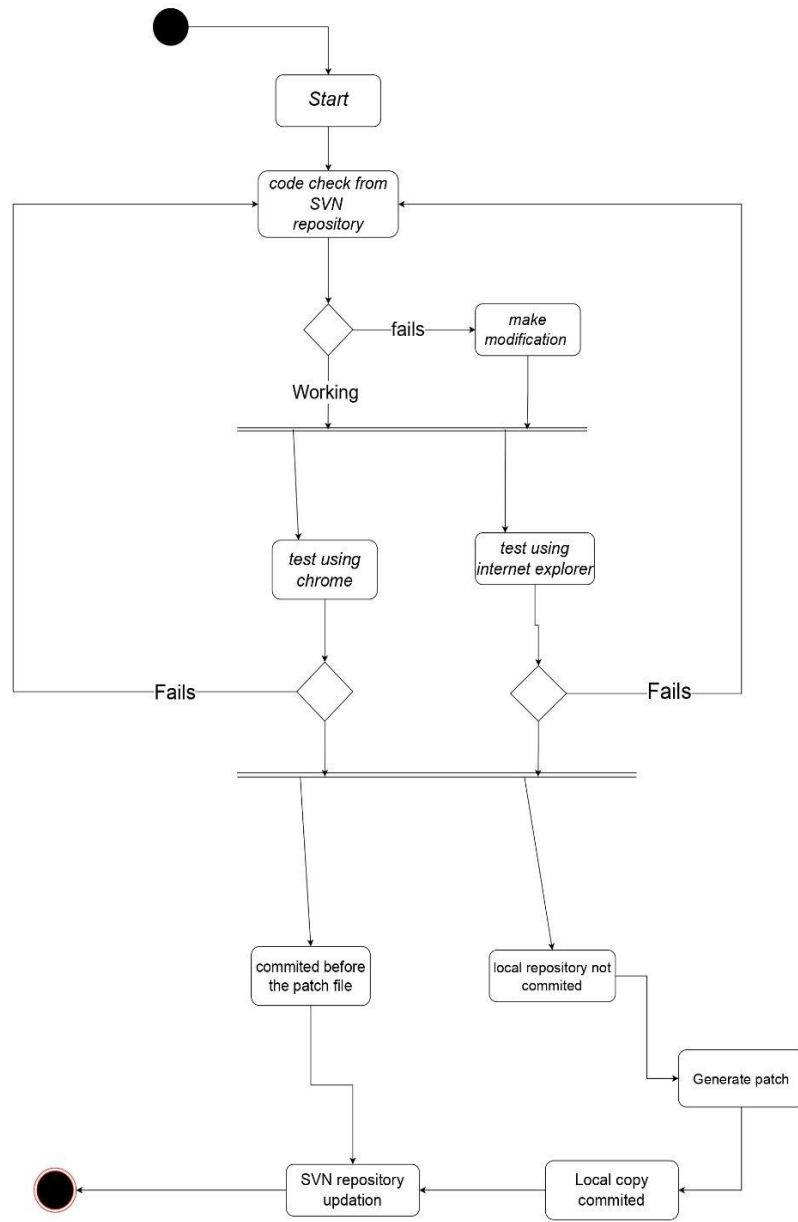 Start
code check from
SVN
repository
fails
make
modification
Working
test using
chrome
test using
internet explorer
Fails
Fails
commited before
the patch file
local repository not
commited
Generate patch
SVN repository
updation
Local copy
commited